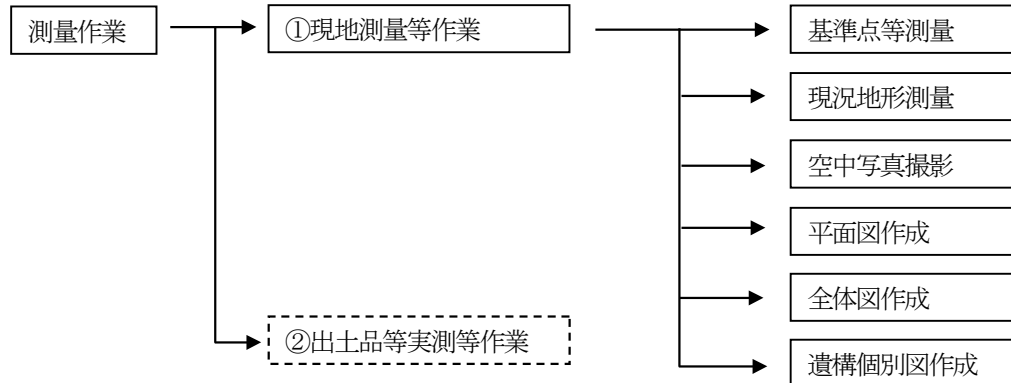 測量作業
①現地測量等作業
基準点等測量
現況地形測量
空中写真撮影
平面図作成
全体図作成
②出土品等実測等作業
遺構個別図作成